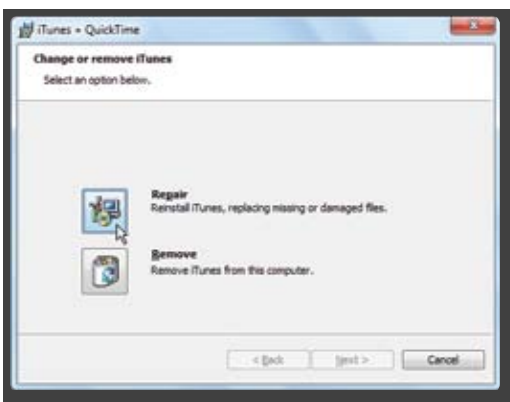 iTunes + QuickTime
Change or remove iTunes
Select an option below.
Repair
Reinstall iTunes, replacing missing or damaged files.
Remove
Remove iTunes from this computer.
< Back
Next >
Cancel